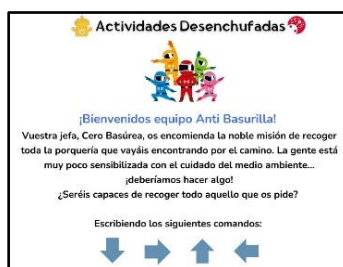 Actividades Desenchufadas
¡Bienvenidos equipo Anti Basurilla!
Vuestra jefa, Cero Basúrea, os encomienda la noble misión de recoger
toda la porquería que vayáis encontrando por el camino. La gente está
muy poco sensibilizada con el cuidado del medio ambiente...
¡deberíamos hacer algo!
¿Seréis capaces de recoger todo aquello que os pide?
Escribiendo los siguientes comandos: